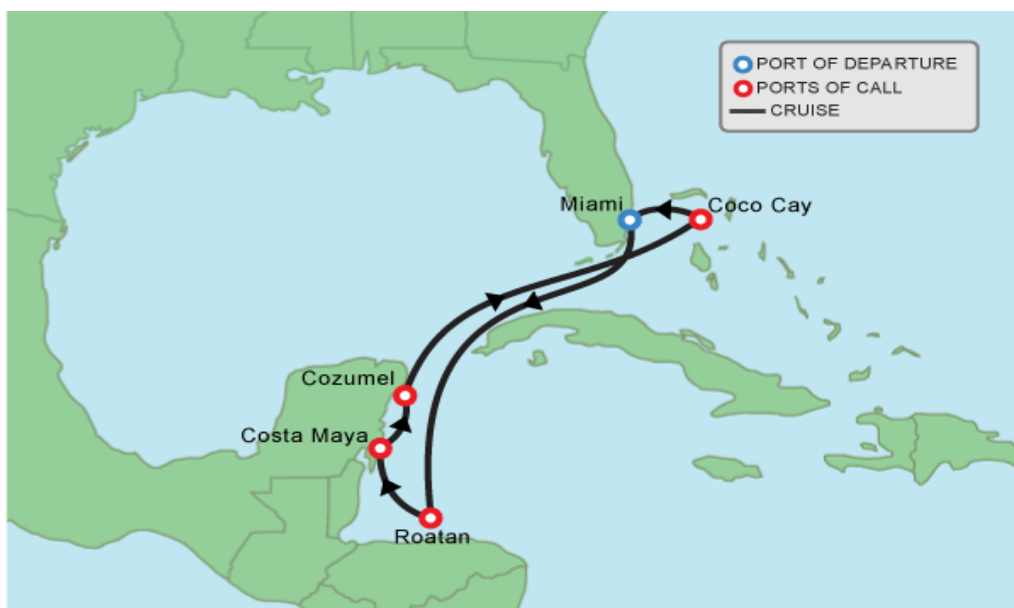 PORT OF DEPARTURE
PORTS OF CALL
CRUISE
Miami
Coco Cay
Cozumel
Costa Maya
Roatan